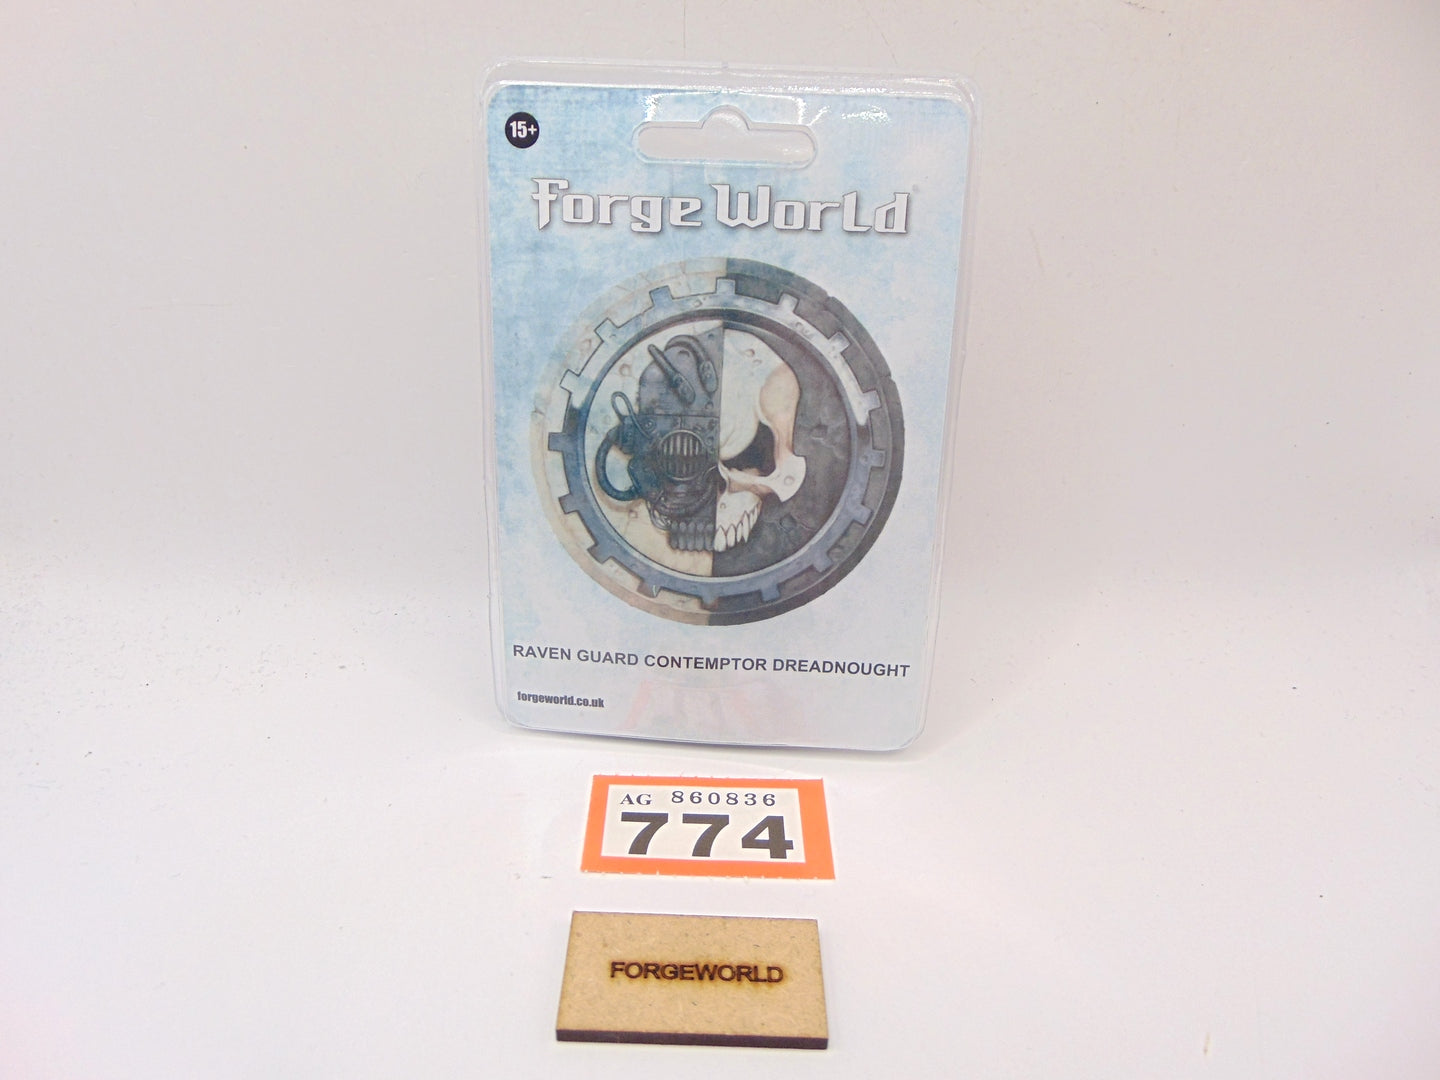 15+
Forge World
RAVEN GUARD CONTEMPTOR DREADNOUGHT
forgeworld.co.uk
AG 860836
774
FORGEWORLD